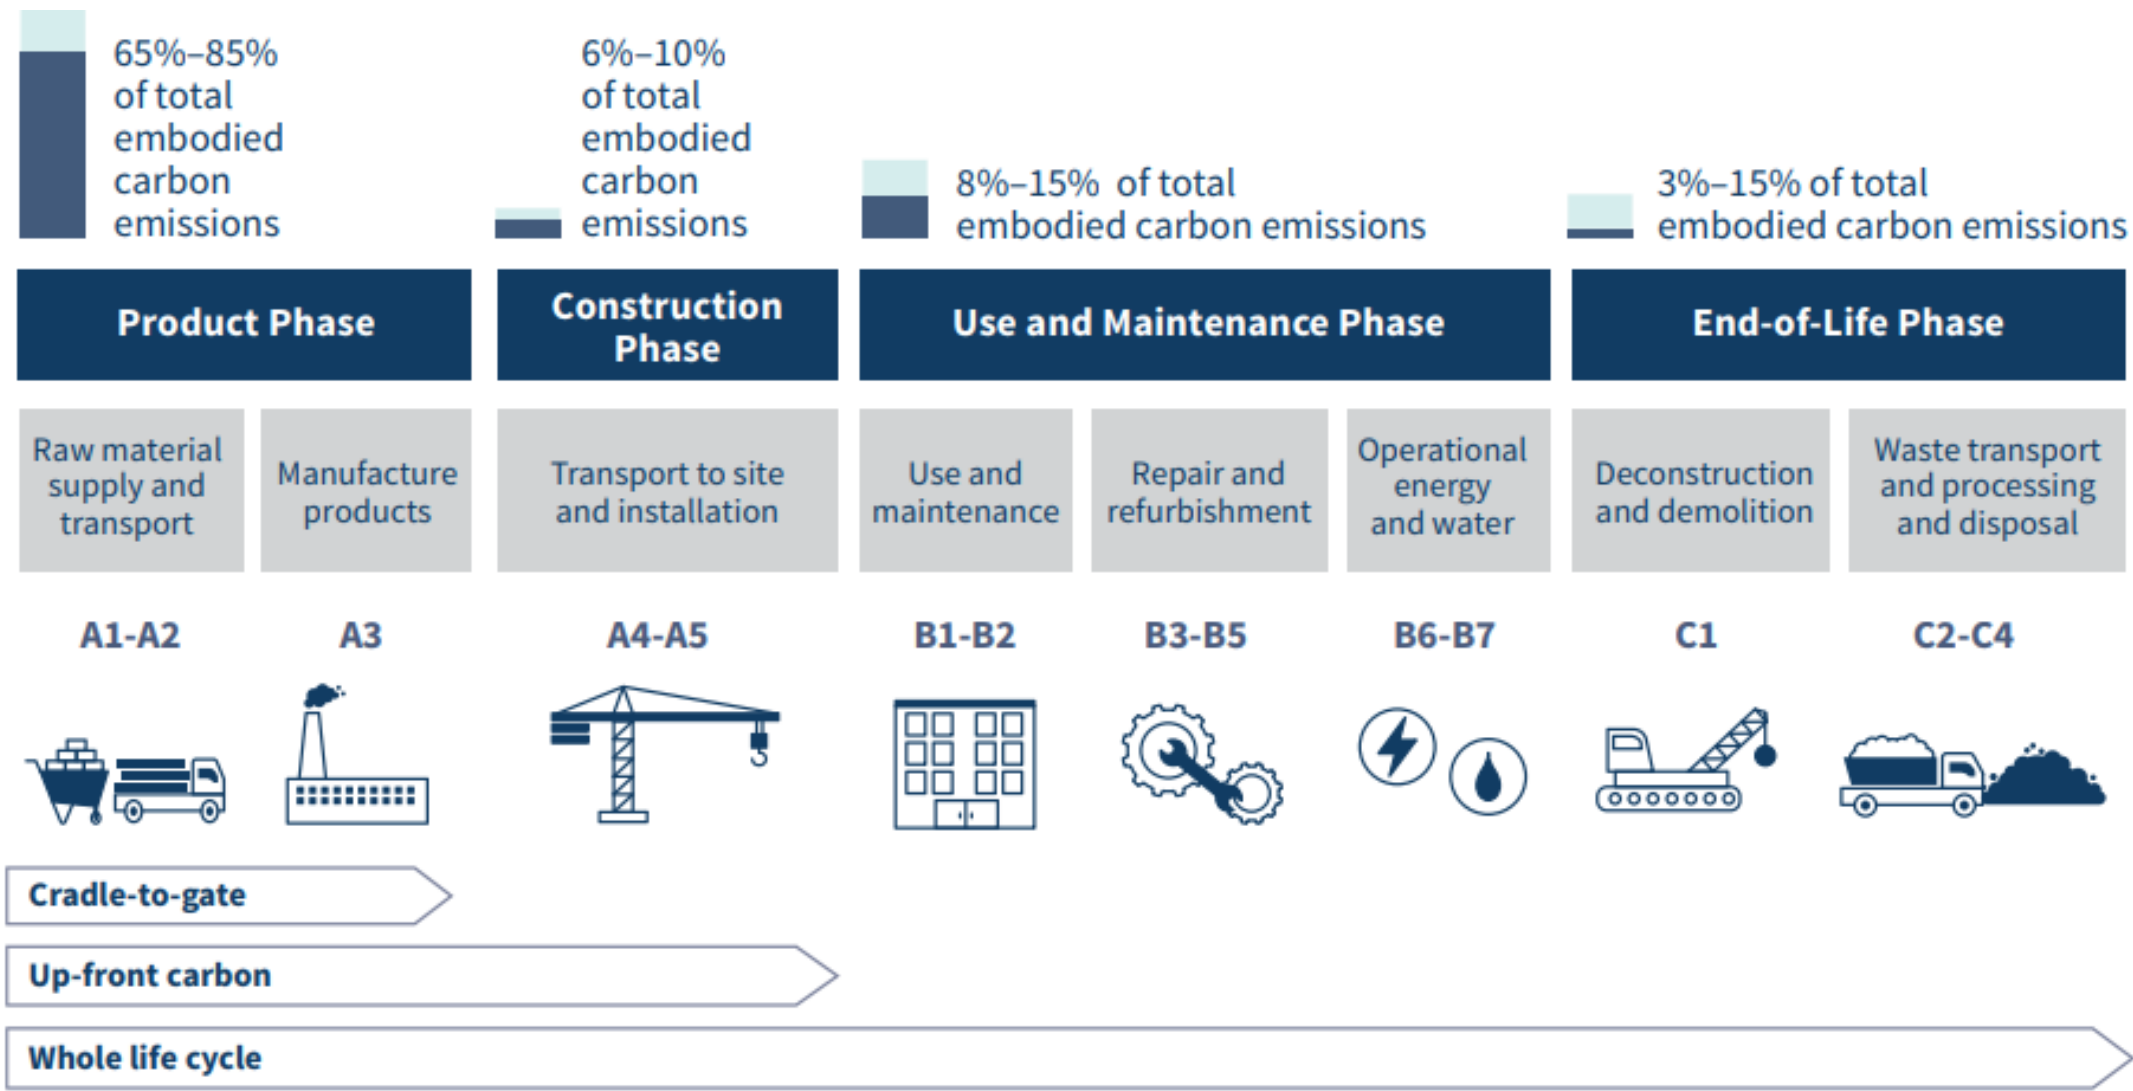 65%–85%
of total
embodied
carbon
emissions
6%–10%
of total
embodied
carbon
emissions
8%–15% of total
embodied carbon emissions
3%–15% of total
embodied carbon emissions
Product Phase
Construction
Phase
Use and Maintenance Phase
End-of-Life Phase
Raw material
supply and
transport
Manufacture
products
Transport to site
and installation
Use and
maintenance
Repair and
refurbishment
Operational
energy
and water
Deconstruction
and demolition
Waste transport
and processing
and disposal
A1-A2
A3
A4-A5
B1-B2
B3-B5
B6-B7
C1
C2-C4
Cradle-to-gate
Up-front carbon
Whole life cycle